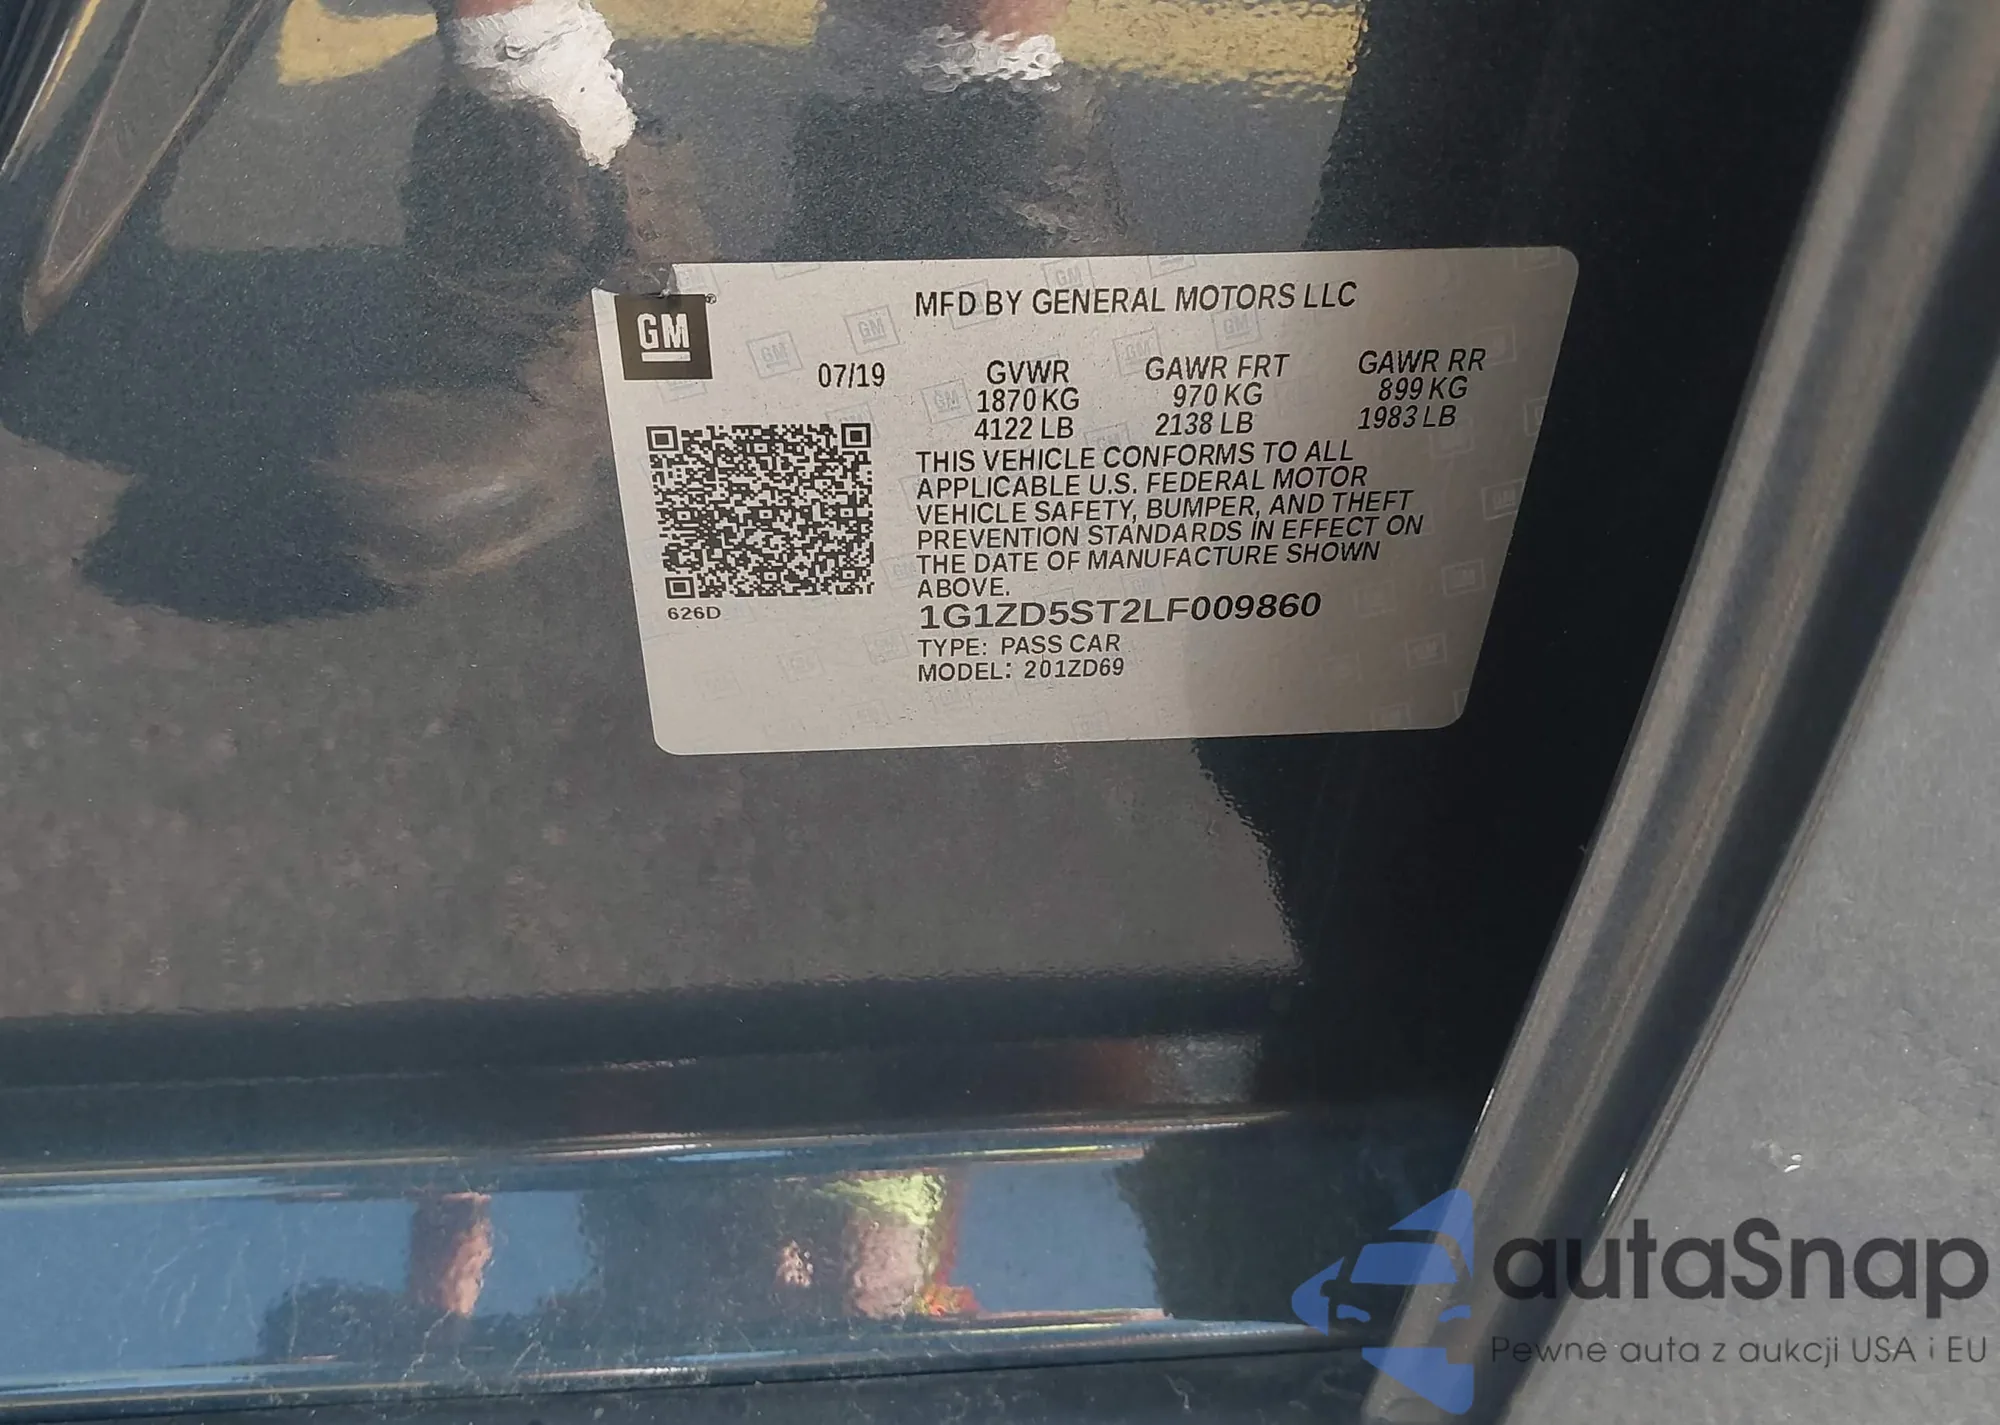 GM
MFD BY GENERAL MOTORS LLC
07/19 GVWR GAWR FRT GAWR RR
1870 KG 970 KG 899 KG
4122 LB 2138 LB 1983 LB
THIS VEHICLE CONFORMS TO ALL
APPLICABLE U.S. FEDERAL MOTOR
VEHICLE SAFETY, BUMPER, AND THEFT
PREVENTION STANDARDS IN EFFECT ON
THE DATE OF MANUFACTURE SHOWN
ABOVE.
626D
1G1ZD5ST2LF009860
TYPE: PASS CAR
MODEL: 201ZD69
autaSnap
Pewne auta z aukcji USA i EU